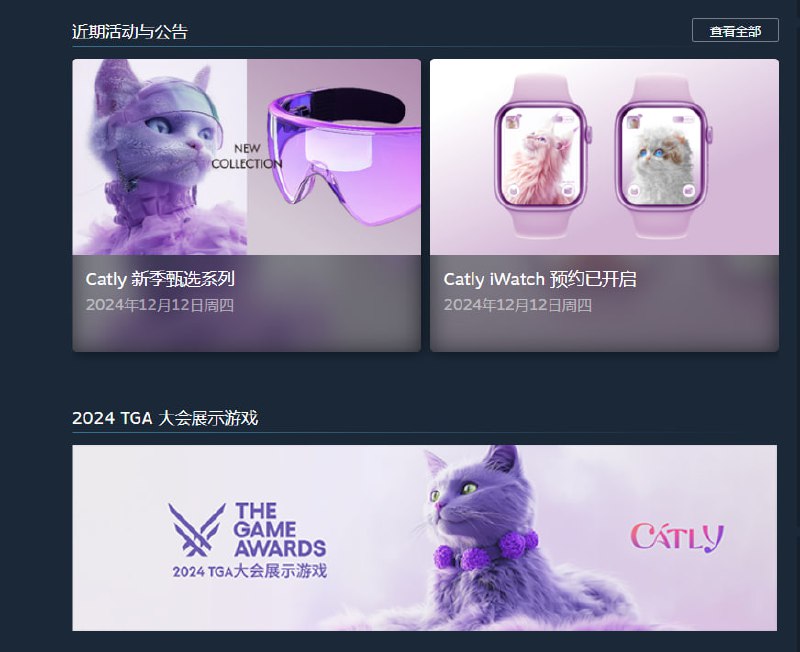 近期活动与公告
查看全部
NEW
COLLECTION
Catly 新季甄选系列
2024年12月12日周四
Catly iWatch 预约已开启
2024年12月12日周四
2024 TGA 大会展示游戏
THE
GAME
AWARDS
2024 TGA大会展示游戏
CATLY